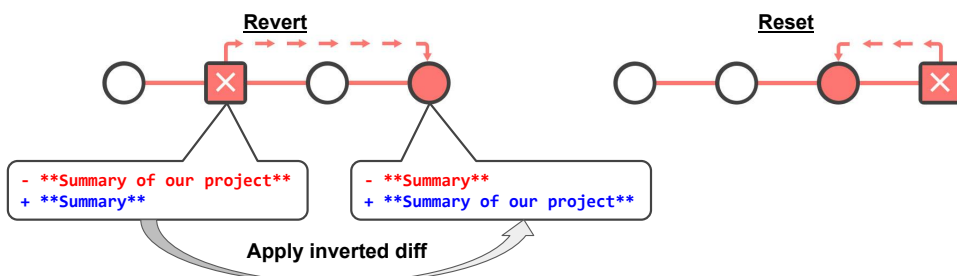 Revert
Reset
- **Summary of our project**
+ **Summary**
- **Summary**
+ **Summary of our project**
Apply inverted diff